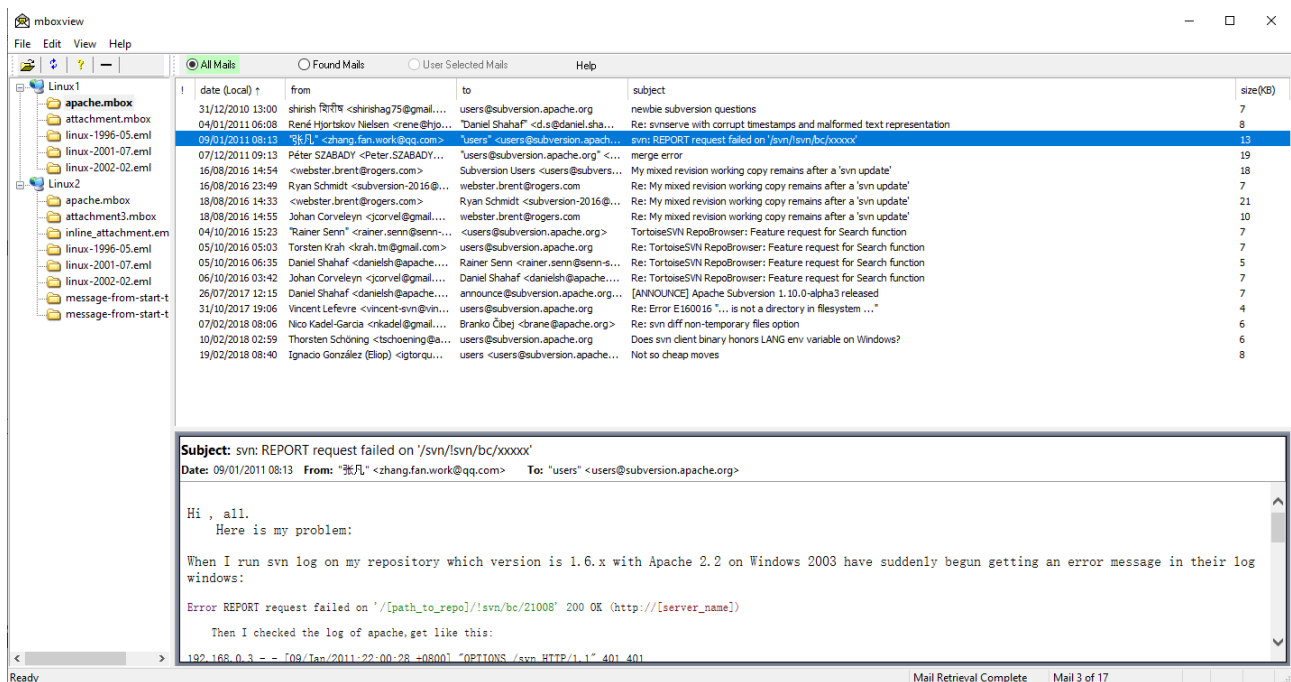 mboxview
File Edit View Help
All Mails Found Mails User Selected Mails Help
Linux1
apache.mbox
attachment.mbox
linux-1996-05.eml
linux-2001-07.eml
linux-2002-02.eml
Linux2
apache.mbox
attachment3.mbox
inline_attachment.em
linux-1996-05.eml
linux-2001-07.eml
linux-2002-02.eml
message-from-start-t
message-from-start-t
! date (Local) ↑ from to subject size(KB)
31/12/2010 13:00 shirish शिरीष <shirishag75@gmail.... users@subversion.apache.org newbie subversion questions 7
04/01/2011 06:08 René Hjortskov Nielsen <rene@hjo... "Daniel Shahaf" <d.s@daniel.sha... Re: svnserve with corrupt timestamps and malformed text representation 8
09/01/2011 08:13 "张凡" <zhang.fan.work@qq.com> "users" <users@subversion.apach... svn: REPORT request failed on '/svn/!svn/bc/xxxxx' 13
07/12/2011 09:13 Péter SZABADY <Peter.SZABADY... "users@subversion.apache.org" <... merge error 19
16/08/2016 14:54 <webster.brent@rogers.com> Subversion Users <users@subvers... My mixed revision working copy remains after a 'svn update' 18
16/08/2016 23:49 Ryan Schmidt <subversion-2016@... webster.brent@rogers.com Re: My mixed revision working copy remains after a 'svn update' 7
18/08/2016 14:33 <webster.brent@rogers.com> Ryan Schmidt <subversion-2016@... Re: My mixed revision working copy remains after a 'svn update' 21
18/08/2016 14:55 Johan Corveleyn <jcorvel@gmail.... webster.brent@rogers.com Re: My mixed revision working copy remains after a 'svn update' 10
04/10/2016 15:23 "Rainer Senn" <rainer.senn@senn-... <users@subversion.apache.org> TortoiseSVN RepoBrowser: Feature request for Search function 7
05/10/2016 05:03 Torsten Krah <krah.tm@gmail.com> users@subversion.apache.org Re: TortoiseSVN RepoBrowser: Feature request for Search function 7
05/10/2016 06:35 Daniel Shahaf <danielsh@apache.... Rainer Senn <rainer.senn@senn-s... Re: TortoiseSVN RepoBrowser: Feature request for Search function 5
06/10/2016 03:42 Johan Corveleyn <jcorvel@gmail.... Daniel Shahaf <danielsh@apache.... Re: TortoiseSVN RepoBrowser: Feature request for Search function 7
26/07/2017 12:15 Daniel Shahaf <danielsh@apache.... announce@subversion.apache.org... [ANNOUNCE] Apache Subversion 1.10.0-alpha3 released 7
31/10/2017 19:06 Vincent Lefevre <vincent-svn@vin... users@subversion.apache.org Re: Error E160016 "... is not a directory in filesystem ..." 4
07/02/2018 08:06 Nico Kadel-Garcia <nkadel@gmail.... Branko Čibej <brane@apache.org> Re: svn diff non-temporary files option 6
10/02/2018 02:59 Thorsten Schöning <tschoening@a... users@subversion.apache.org Does svn client binary honors LANG env variable on Windows? 6
19/02/2018 08:40 Ignacio González (Eliop) <igtorqu... users <users@subversion.apache... Not so cheap moves 8
Subject: svn: REPORT request failed on '/svn/!svn/bc/xxxxx'
Date: 09/01/2011 08:13 From: "张凡" <zhang.fan.work@qq.com> To: "users" <users@subversion.apache.org>
Hi , all.
Here is my problem:
When I run svn log on my repository which version is 1.6.x with Apache 2.2 on Windows 2003 have suddenly begun getting an error message in their log
windows:
Error REPORT request failed on '/[path_to_repo]/!svn/bc/21008' 200 OK (http://[server_name])
Then I checked the log of apache,get like this:
192.168.0.3 - - [09/Jan/2011:22:00:28 +0800] "OPTIONS /svn HTTP/1.1" 401 401
Ready Mail Retrieval Complete Mail 3 of 17